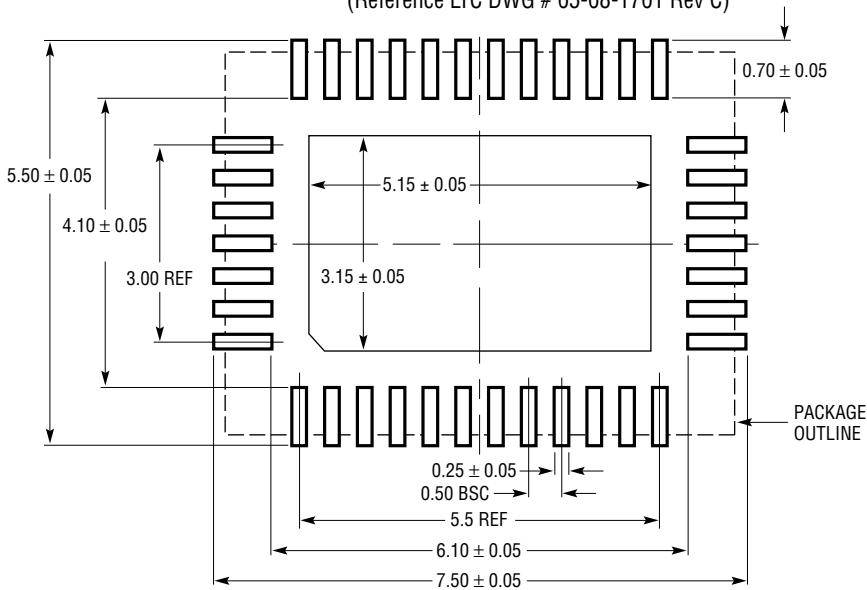 (Reference LTC DWG # 05-08-1701 Rev C)
0.70 ± 0.05
5.50 ± 0.05
5.15 ± 0.05
4.10 ± 0.05
3.00 REF
3.15 ± 0.05
PACKAGE
OUTLINE
0.25 ± 0.05
0.50 BSC
5.5 REF
6.10 ± 0.05
7.50 ± 0.05